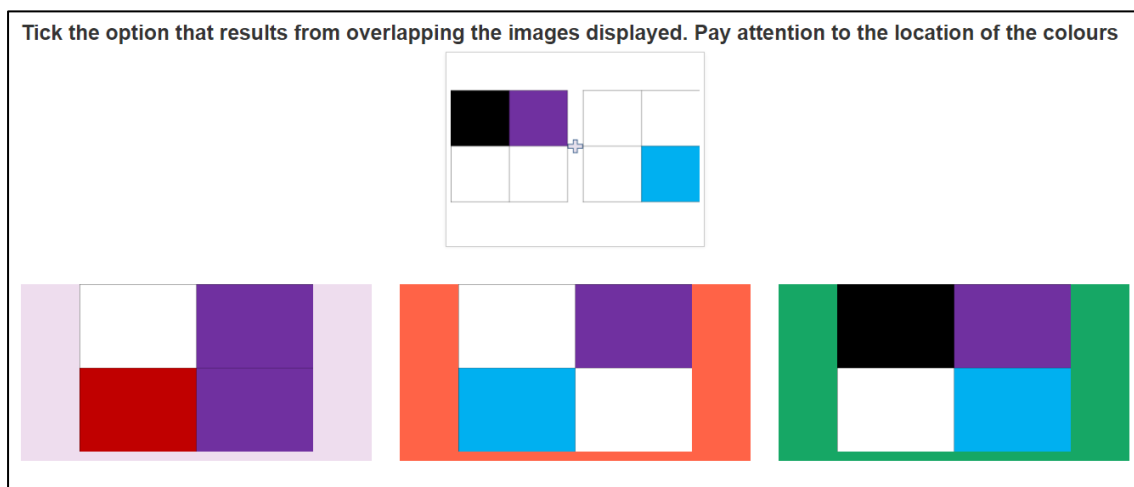 Tick the option that results from overlapping the images displayed. Pay attention to the location of the colours